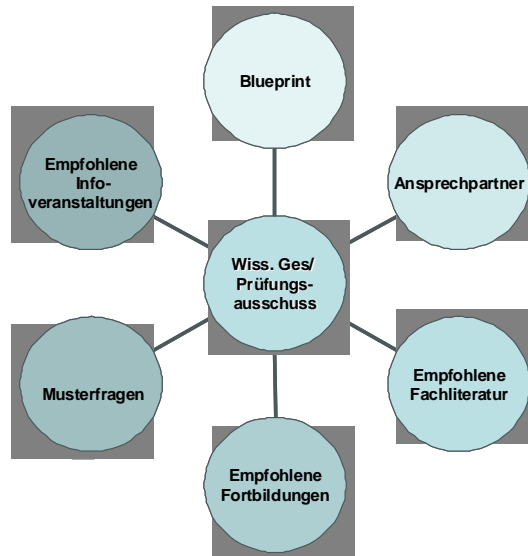 Blueprint
Empfohlene
Info-
veranstaltungen
Ansprechpartner
Wiss. Ges/
Prüfungs-
ausschuss
Musterfragen
Empfohlene
Fachliteratur
Empfohlene
Fortbildungen